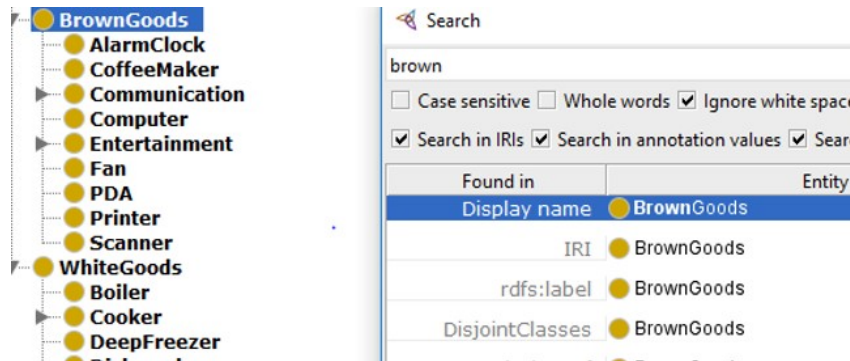 BrownGoods
AlarmClock
CoffeeMaker
Communication
Computer
Entertainment
Fan
PDA
Printer
Scanner
WhiteGoods
Boiler
Cooker
DeepFreezer
Search
brown
Case sensitive Whole words Ignore white space
Search in IRIs Search in annotation values
Found in Entity
Display name BrownGoods
IRI BrownGoods
rdfs:label BrownGoods
DisjointClasses BrownGoods